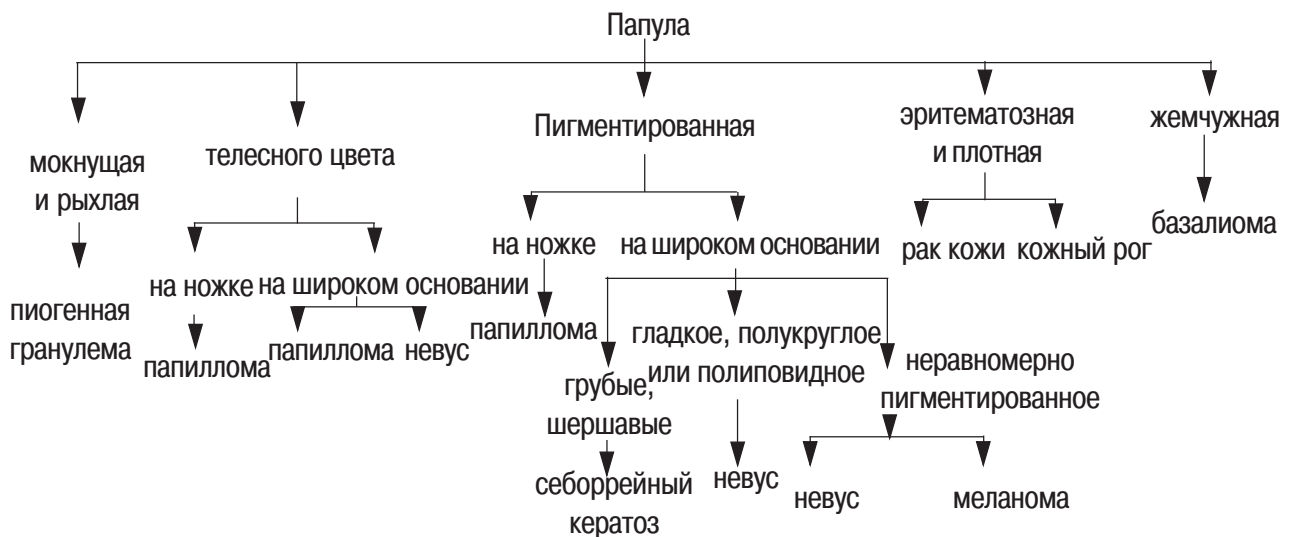 Папула
мокнущая
и рыхлая
пиогенная
гранулема
телесного цвета
на ножке
папиллома
на широком основании
папиллома
невус
Пигментированная
на ножке
папиллома
на широком основании
грубые,
шершавые
себоррейный
кератоз
гладкое, полукруглое
или полиповидное
невус
неравномерно
пигментированное
невус
меланома
эритематозная
и плотная
рак кожи
кожный рог
жемчужная
базалиома